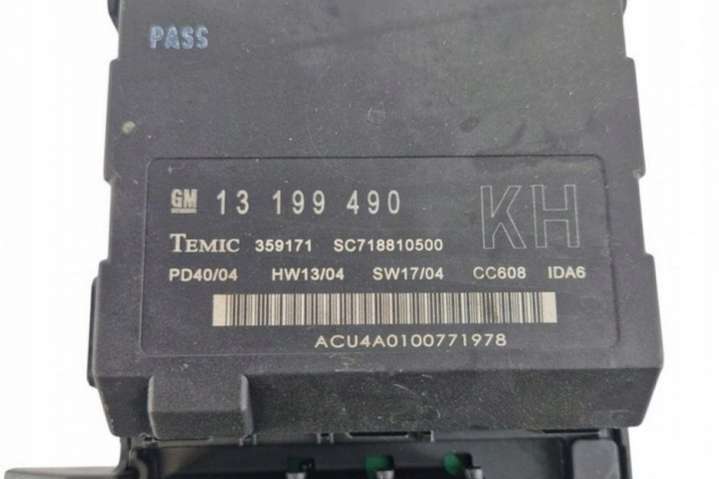 PASS
GM 13 199 490 KH
TEMIC 359171 SC718810500
PD40/04 HW13/04 SW17/04 CC608 IDA6
ACU4A0100771978